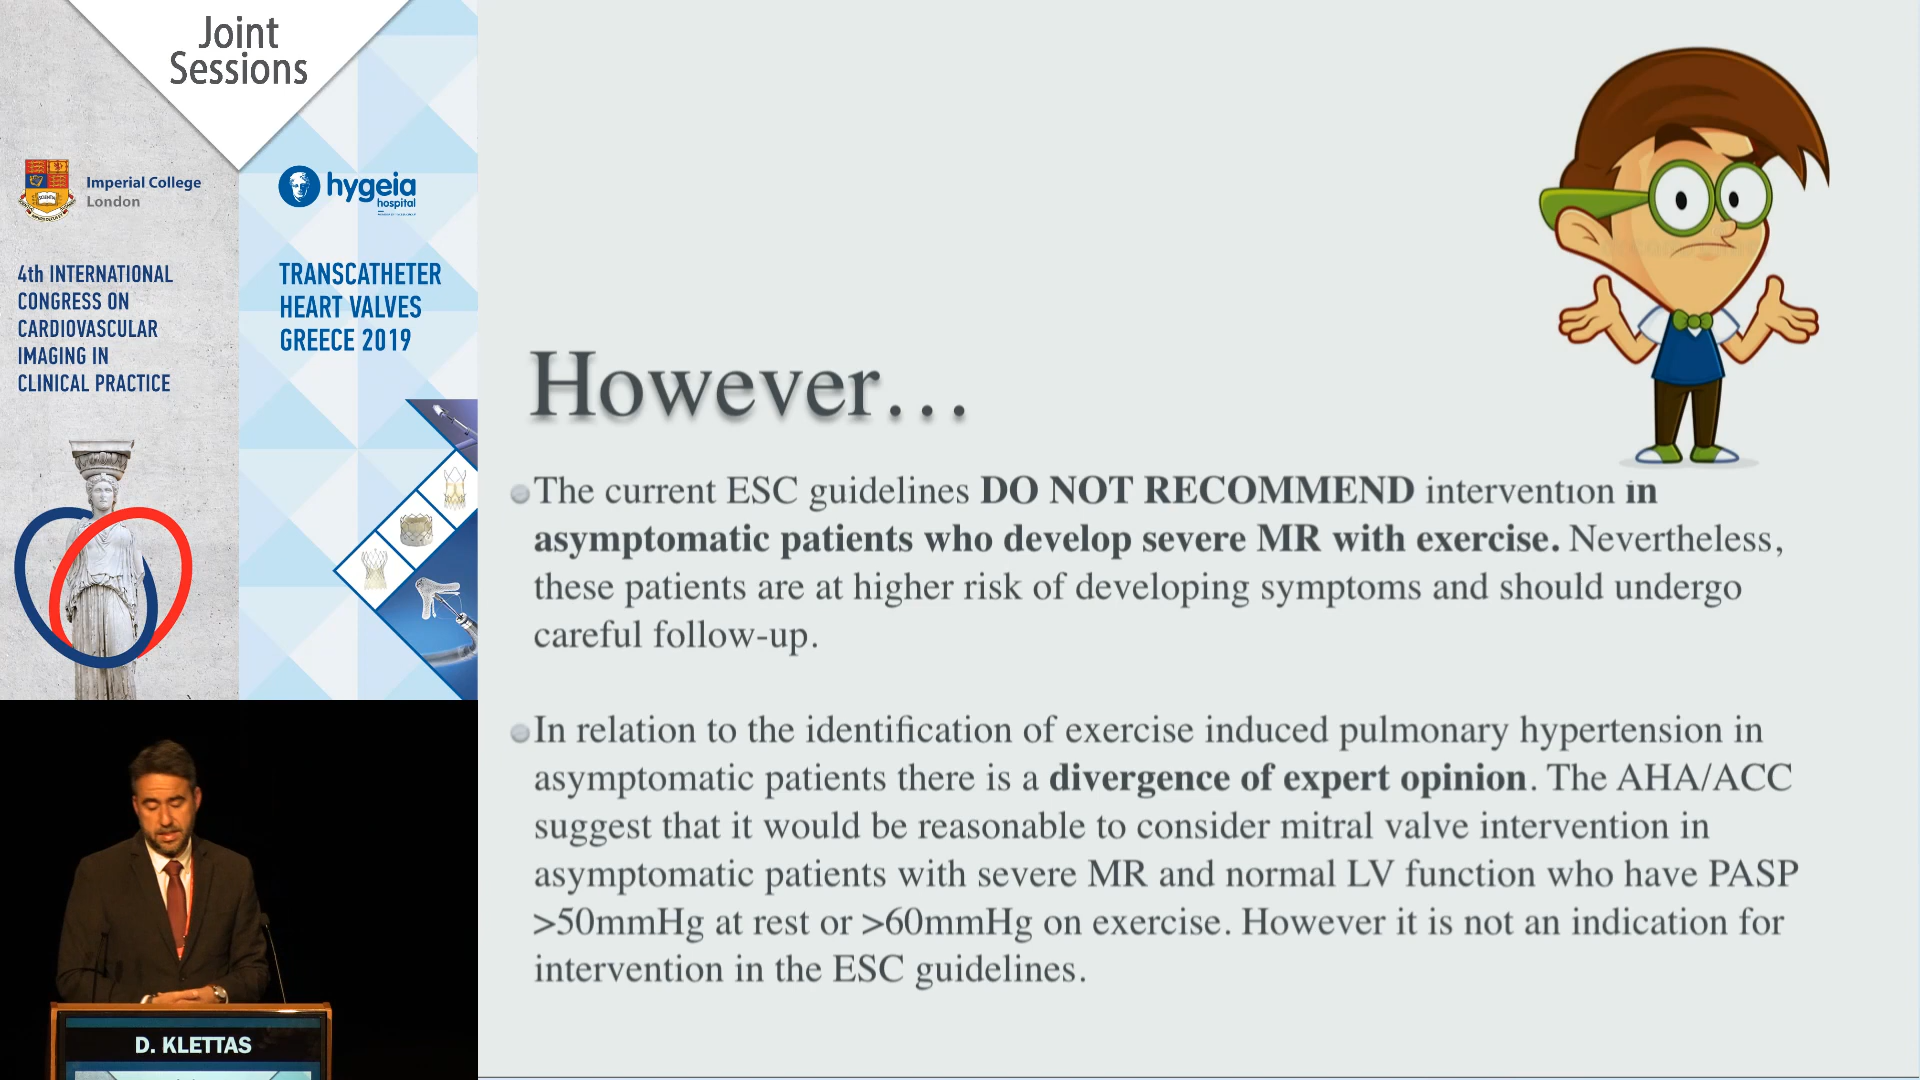 Joint
Sessions
Imperial College
London
hygeia
hospital
4th INTERNATIONAL
CONGRESS ON
CARDIOVASCULAR
IMAGING IN
CLINICAL PRACTICE
TRANSCATHETER
HEART VALVES
GREECE 2019
However...
The current ESC guidelines DO NOT RECOMMEND intervention in
asymptomatic patients who develop severe MR with exercise. Nevertheless,
these patients are at higher risk of developing symptoms and should undergo
careful follow-up.
In relation to the identification of exercise induced pulmonary hypertension in
asymptomatic patients there is a divergence of expert opinion. The AHA/ACC
suggest that it would be reasonable to consider mitral valve intervention in
asymptomatic patients with severe MR and normal LV function who have PASP
>50mmHg at rest or >60mmHg on exercise. However it is not an indication for
intervention in the ESC guidelines.
D. KLETTAS